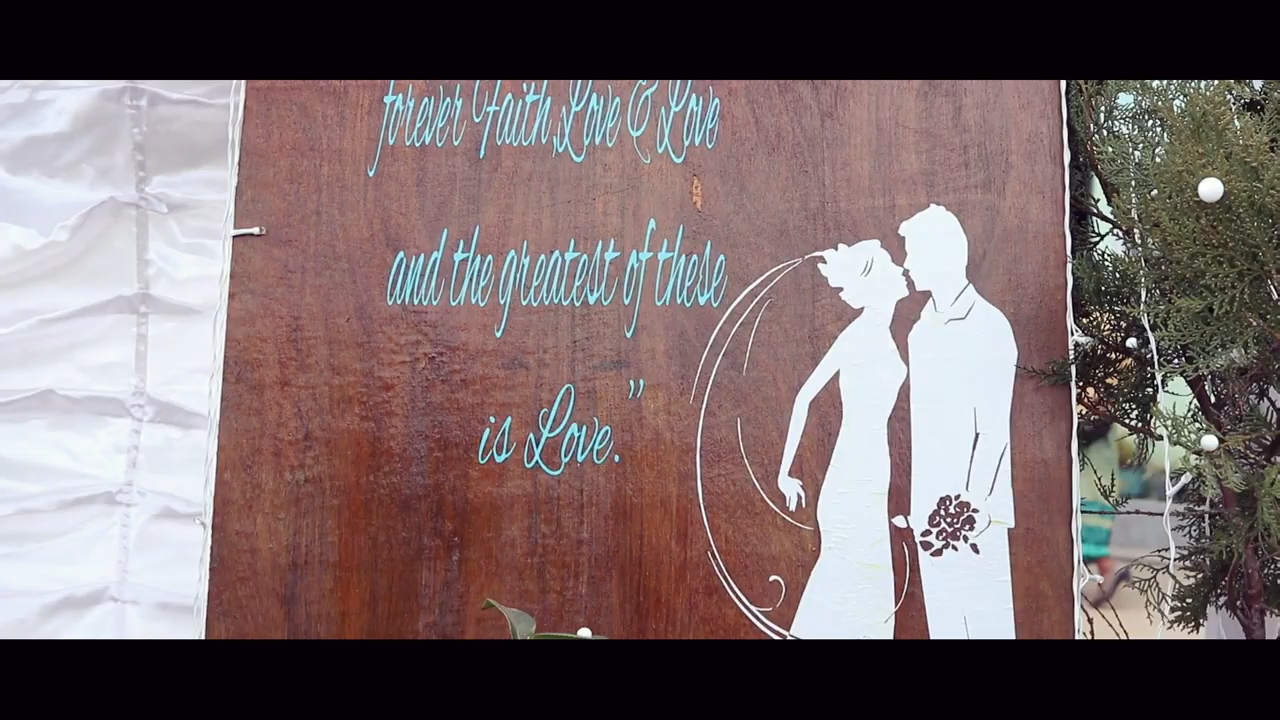 forever Faith, Love & Love
and the greatest of these
is Love.”